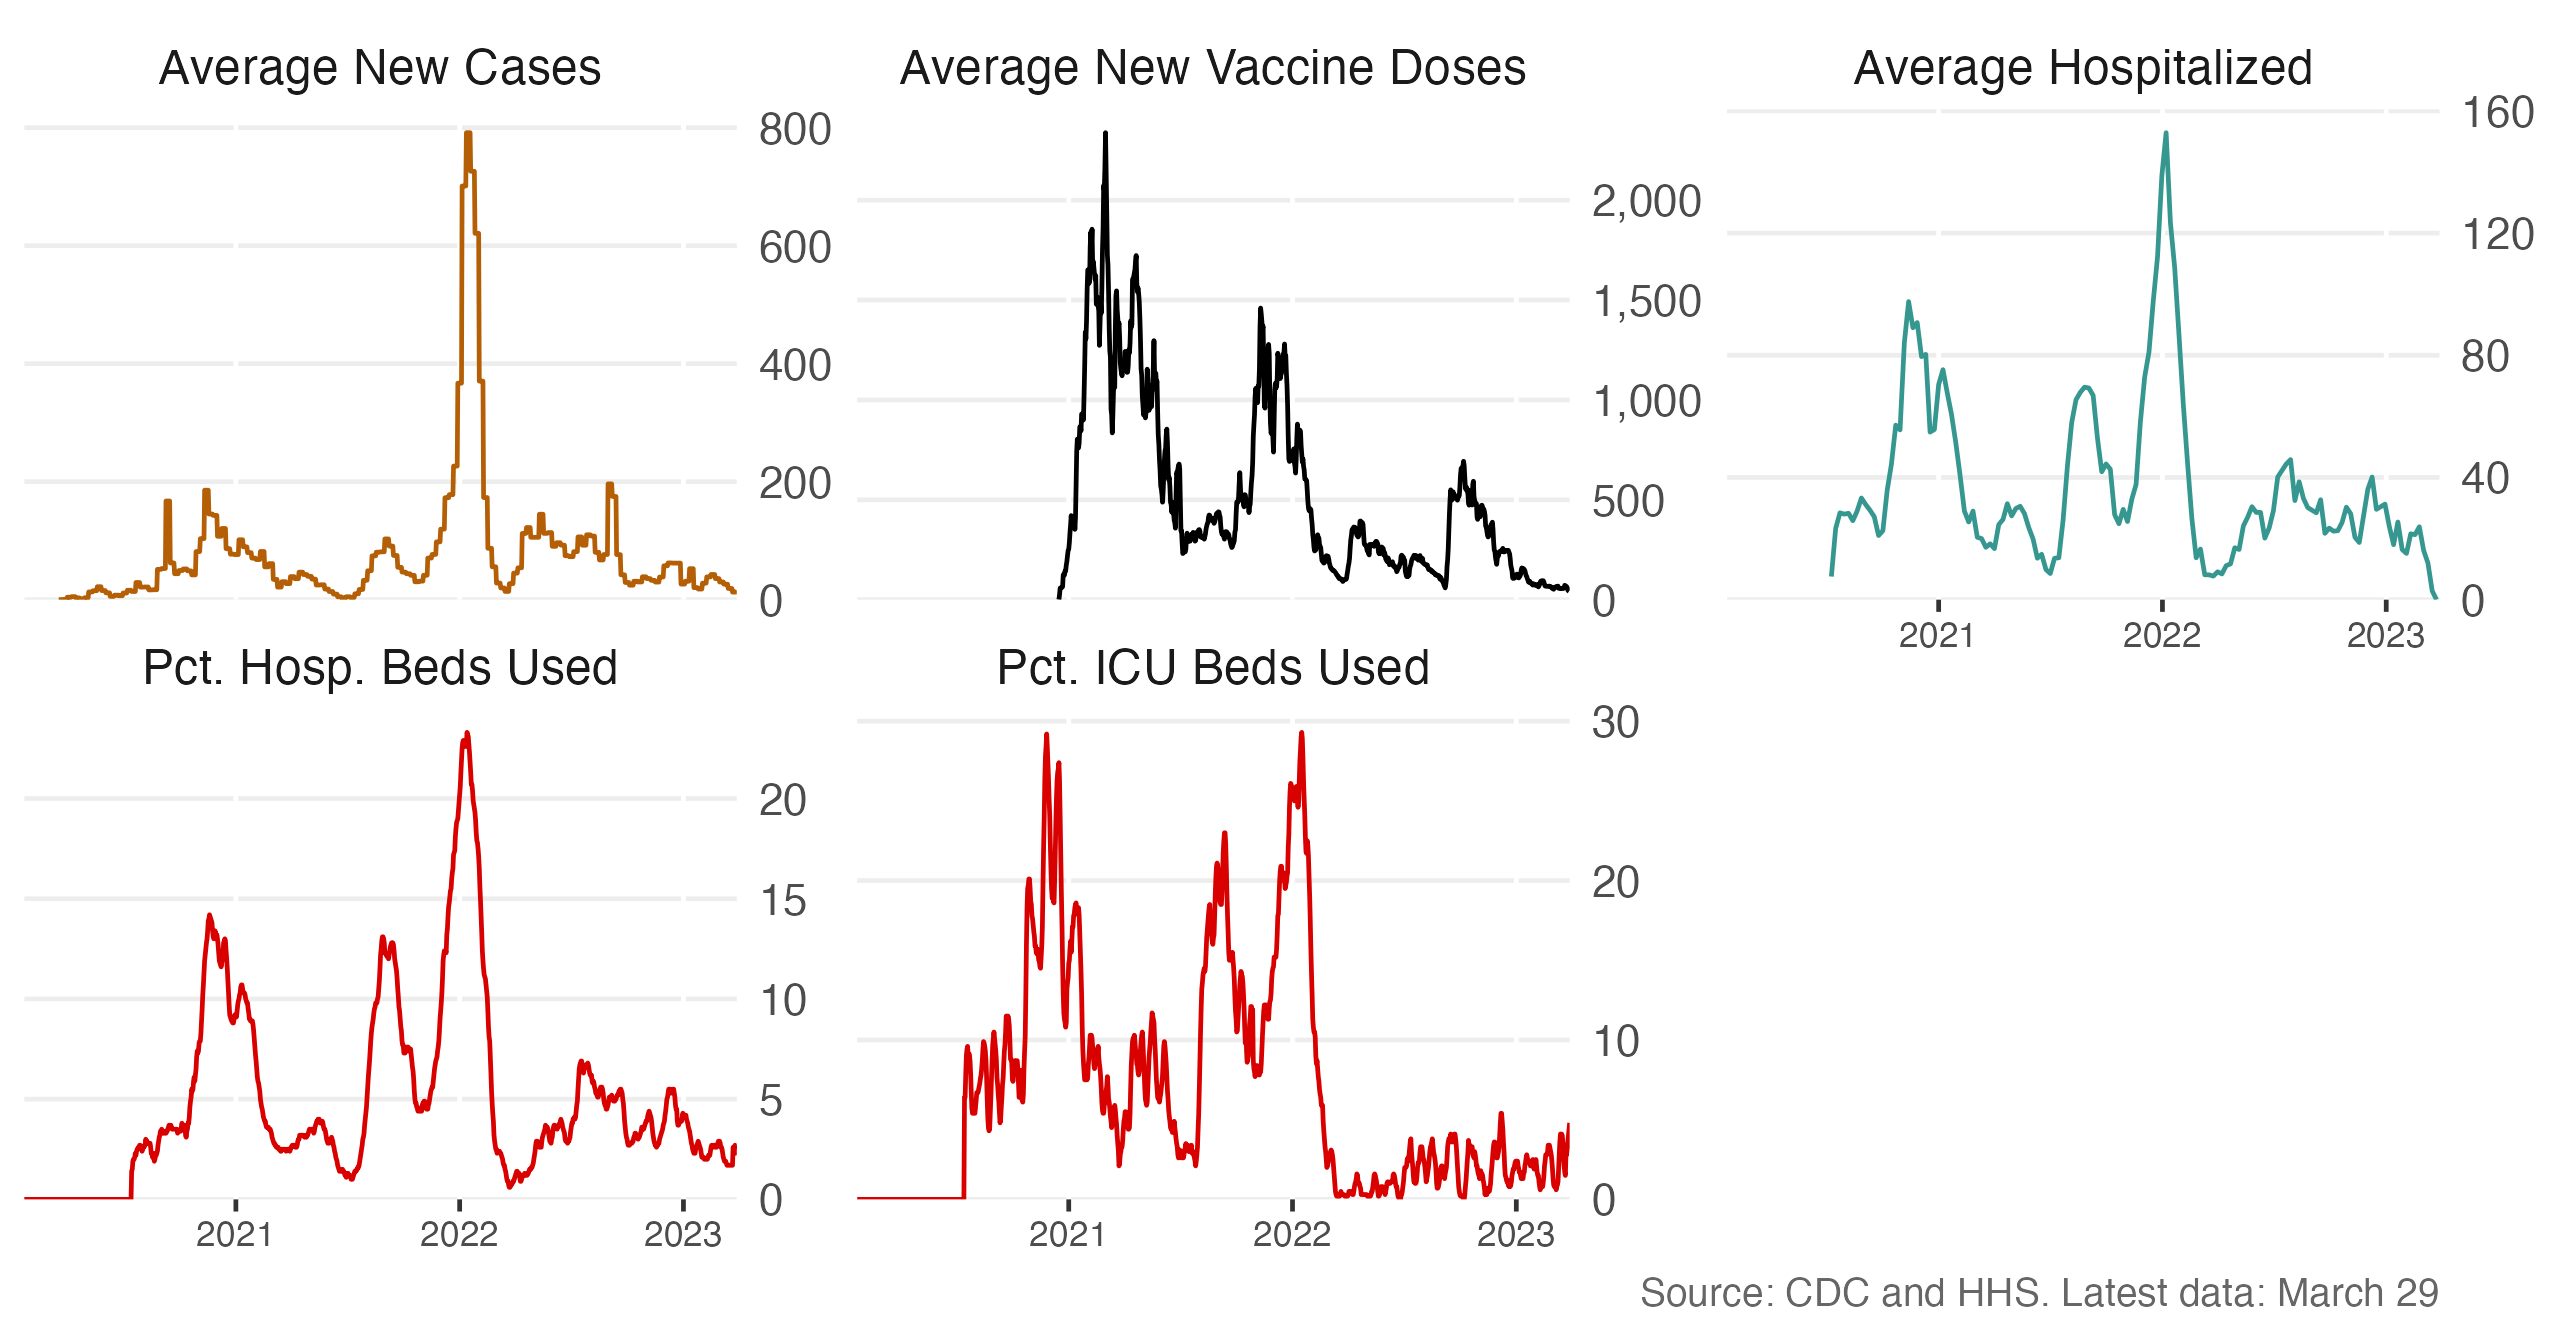 Average New Cases
800
600
400
200
0
Average New Vaccine Doses
2,000
1,500
1,000
500
0
Average Hospitalized
160
120
80
40
0
2021 2022 2023
Pct. Hosp. Beds Used
20
15
10
5
0
2021 2022 2023
Pct. ICU Beds Used
30
20
10
0
2021 2022 2023
Source: CDC and HHS. Latest data: March 29